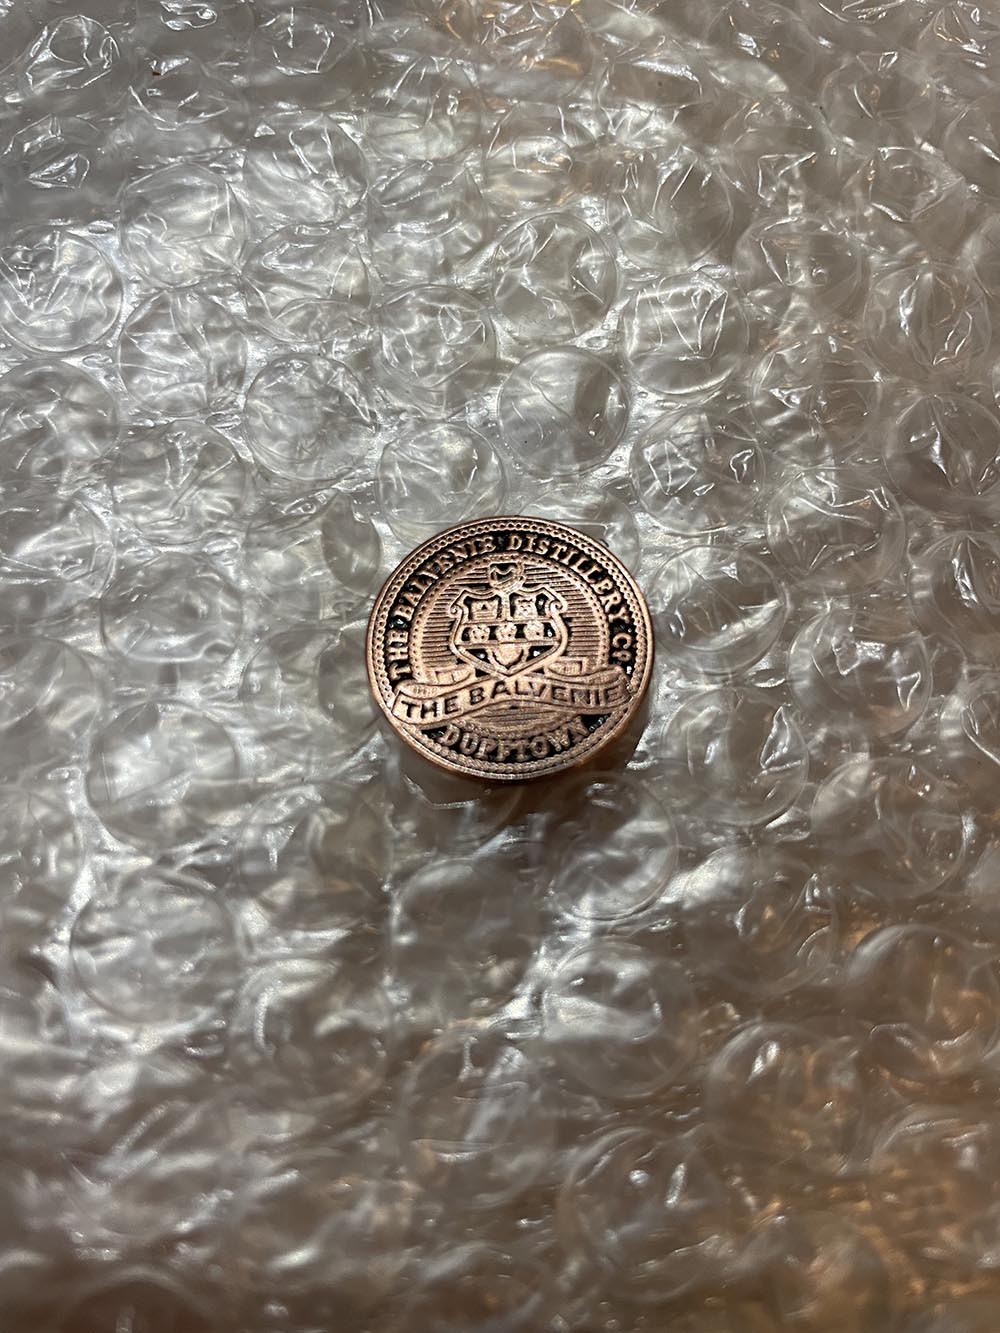 THE BALVENIE DISTILLERY Co.
THE BALVENIE
DUFFTOWN